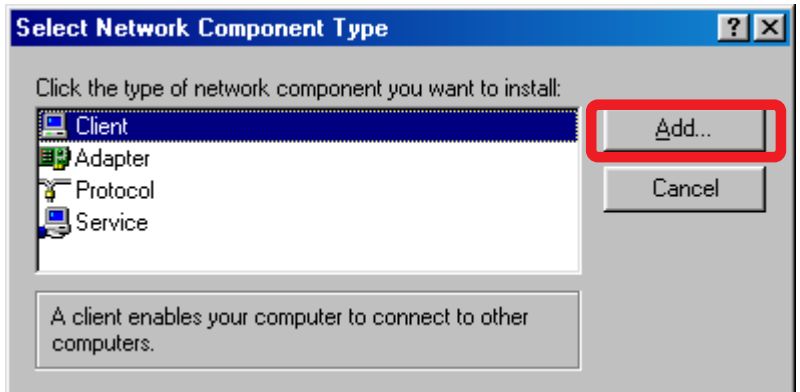 Select Network Component Type
Click the type of network component you want to install:
Client
Add...
Adapter
Protocol
Cancel
Service
A client enables your computer to connect to other
computers.